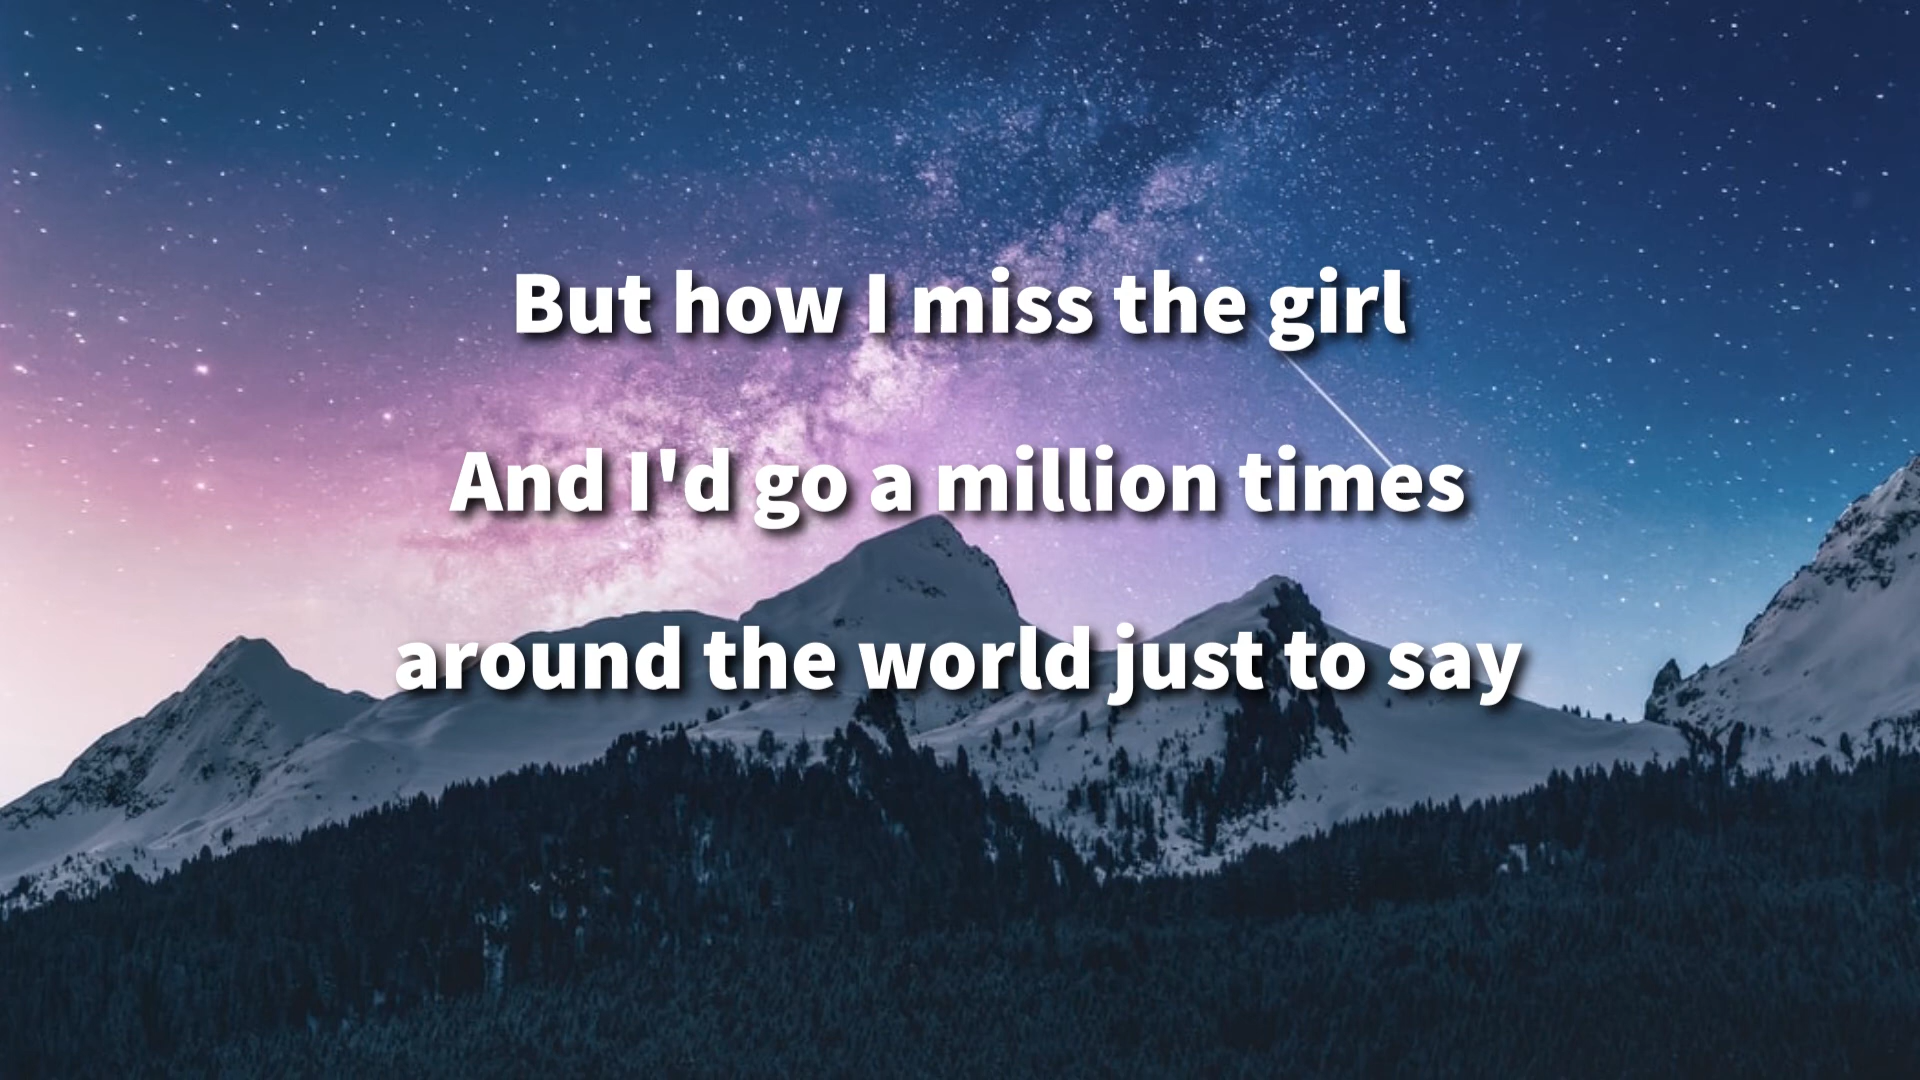 But how I miss the girl
And I'd go a million times
around the world just to say